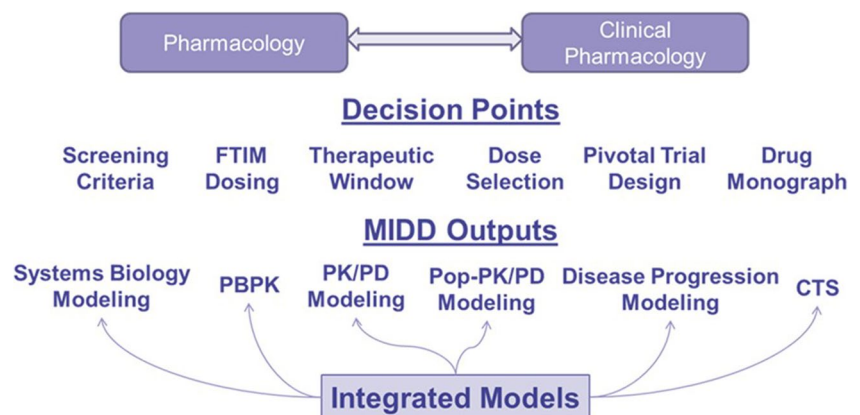 Pharmacology
Clinical
Pharmacology
Decision Points
Screening
Criteria
FTIM
Dosing
Therapeutic
Window
Dose
Selection
Pivotal Trial
Design
Drug
Monograph
MIDD Outputs
Systems Biology
Modeling
PBPK
PK/PD
Modeling
Pop-PK/PD
Modeling
Disease Progression
Modeling
CTS
Integrated Models